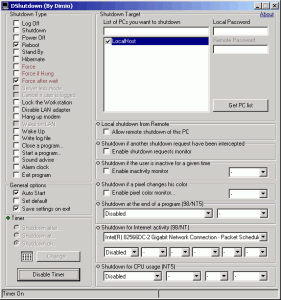 DShutdown (By Dimio)
Shutdown Type
Log Off
Shutdown
Power Off
Reboot
Stand By
Hibernate
Force
Force if Hung
Force after wait
Server less mode
Lock the Workstation
Disable LAN adapter
Hang up modem
Wake on LAN
Wake Up
Write log file
Close a program...
Start a program...
Sound advise
Alarm clock
Exit program
General options
Auto Start
Set default
Save settings on exit
Timer
Shutdown after
Shutdown at
Shutdown on
Change
Disable Timer
Shutdown Target
About
List of PCs you want to shutdown
LocalHost
Local Password
Remote Password
Get PC list
Local shutdown from Remote
Allow remote shutdown of this PC
Shutdown if another shutdown request have been intercepted
Enable shutdown requests monitor
Shutdown if the user is inactive for a given time
Enable inactivity monitor
Shutdown if a pixel changes his color
Enable pixel color monitor...
Shutdown at the end of a program (98/NT5)
Disabled
Shutdown for Internet activity (98/NT)
Intel(R) 82566DC-2 Gigabit Network Connection - Packet Schedule
Disabled
Shutdown for CPU usage (NT5)
Disabled
Timer On